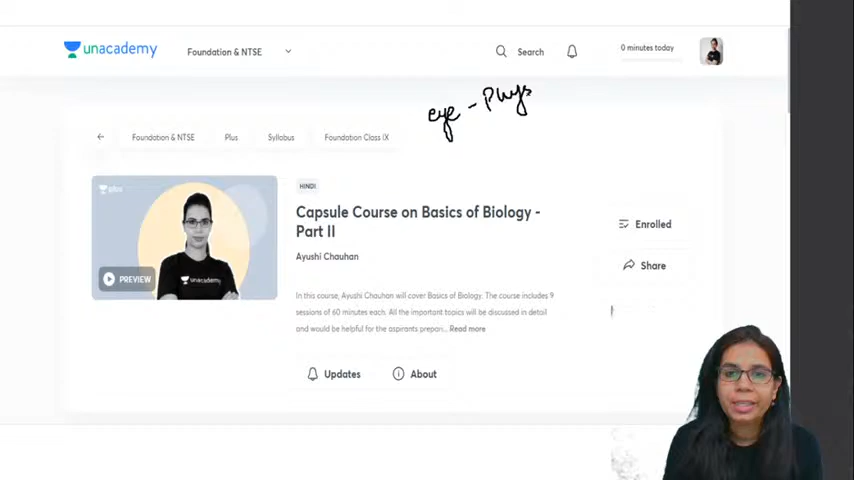 unacademy
Foundation & NTSE
Search
0 minutes today
eye - Phys
Foundation & NTSE
Plus
Syllabus
Foundation Class IX
plus
unacademy
PREVIEW
HINDI
Capsule Course on Basics of Biology -
Part II
Ayushi Chauhan
In this course, Ayushi Chauhan will cover Basics of Biology. The course includes 9
sessions of 60 minutes each. All the important topics will be discussed in detail
and would be helpful for the aspirants prepari... Read more
Updates
About
Enrolled
Share